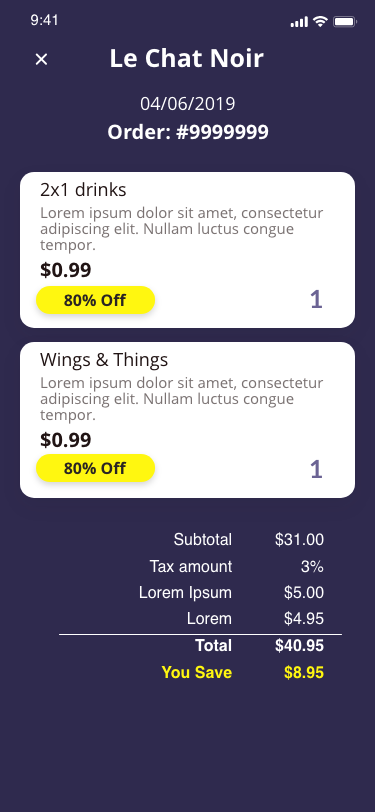 9:41
× Le Chat Noir
04/06/2019
Order: #9999999
2x1 drinks
Lorem ipsum dolor sit amet, consectetur
adipiscing elit. Nullam luctus congue
tempor.
$0.99
80% Off 1
Wings & Things
Lorem ipsum dolor sit amet, consectetur
adipiscing elit. Nullam luctus congue
tempor.
$0.99
80% Off 1
Subtotal $31.00
Tax amount 3%
Lorem Ipsum $5.00
Lorem $4.95
Total $40.95
You Save $8.95